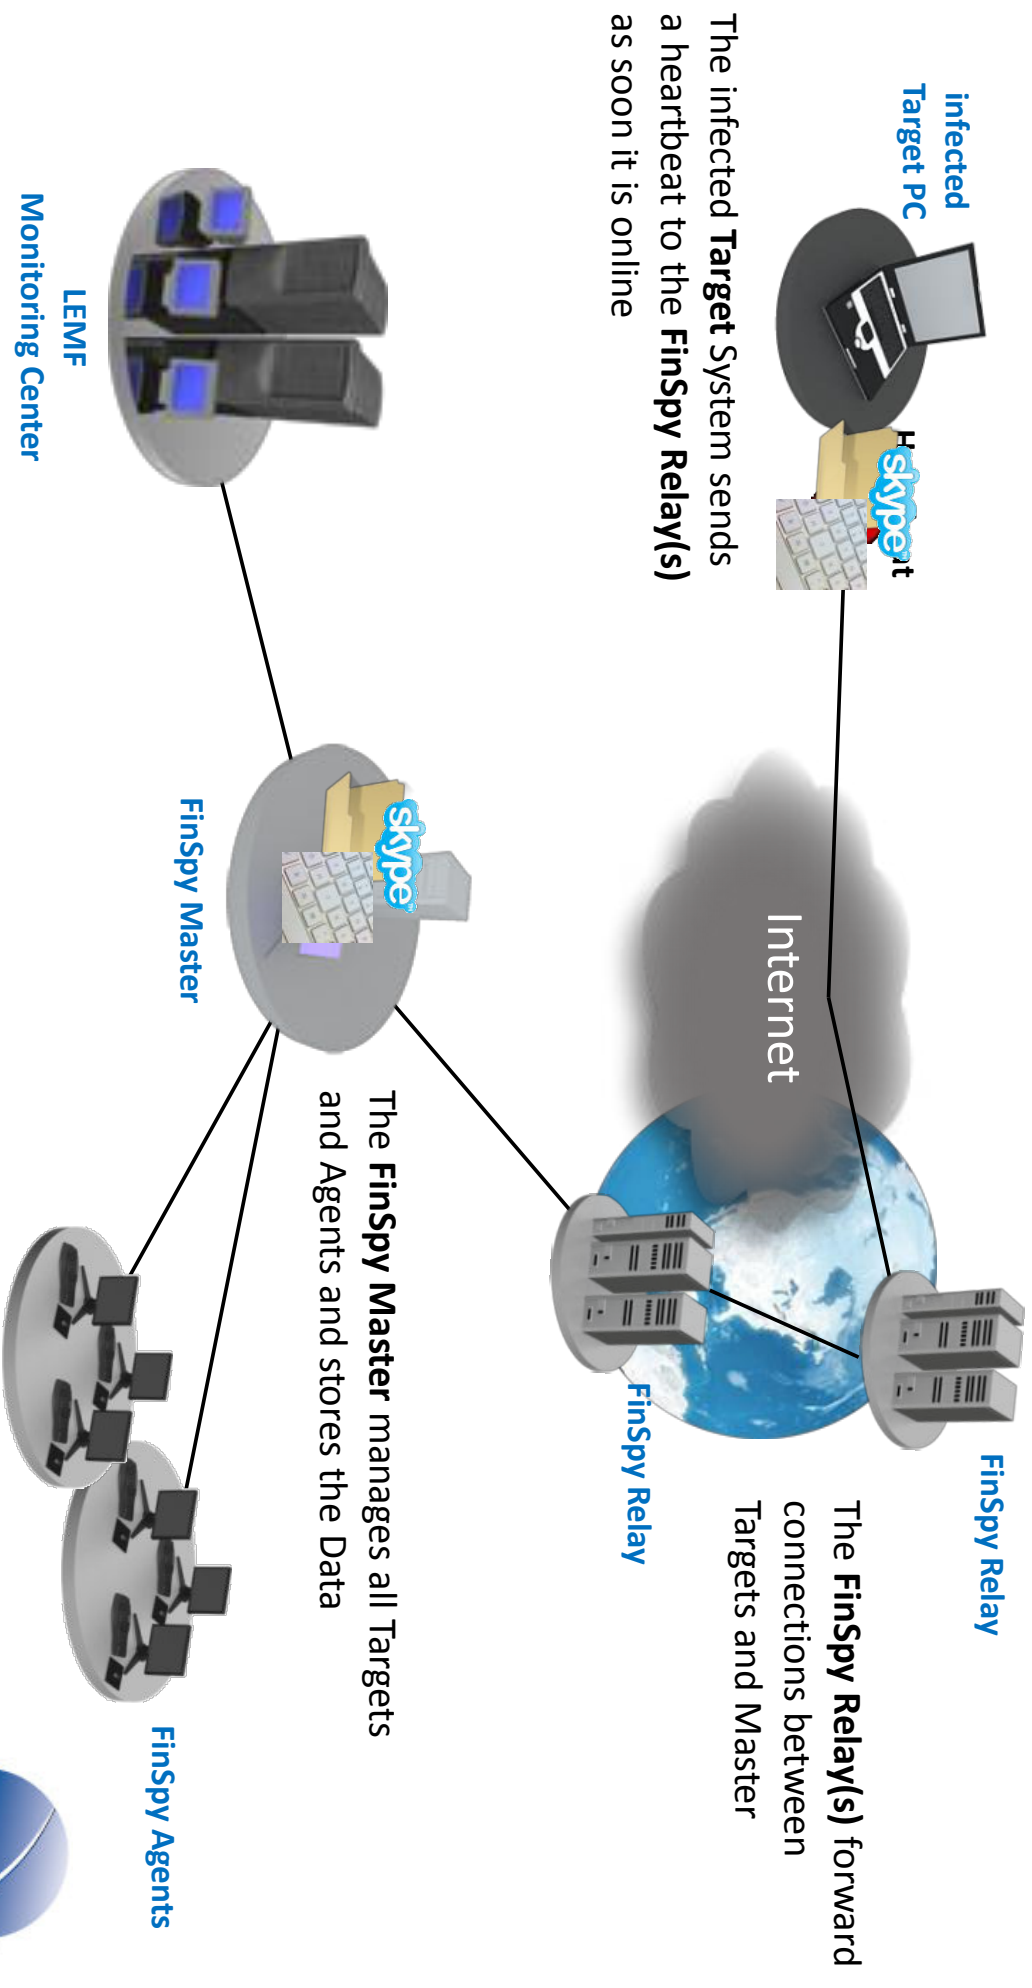 infected
Target PC
skype
The infected Target System sends
a heartbeat to the FinSpy Relay(s)
as soon it is online
Internet
FinSpy Relay
The FinSpy Relay(s) forward
connections between
Targets and Master
FinSpy Relay
LEMF
Monitoring Center
skype
FinSpy Master
The FinSpy Master manages all Targets
and Agents and stores the Data
FinSpy Agents